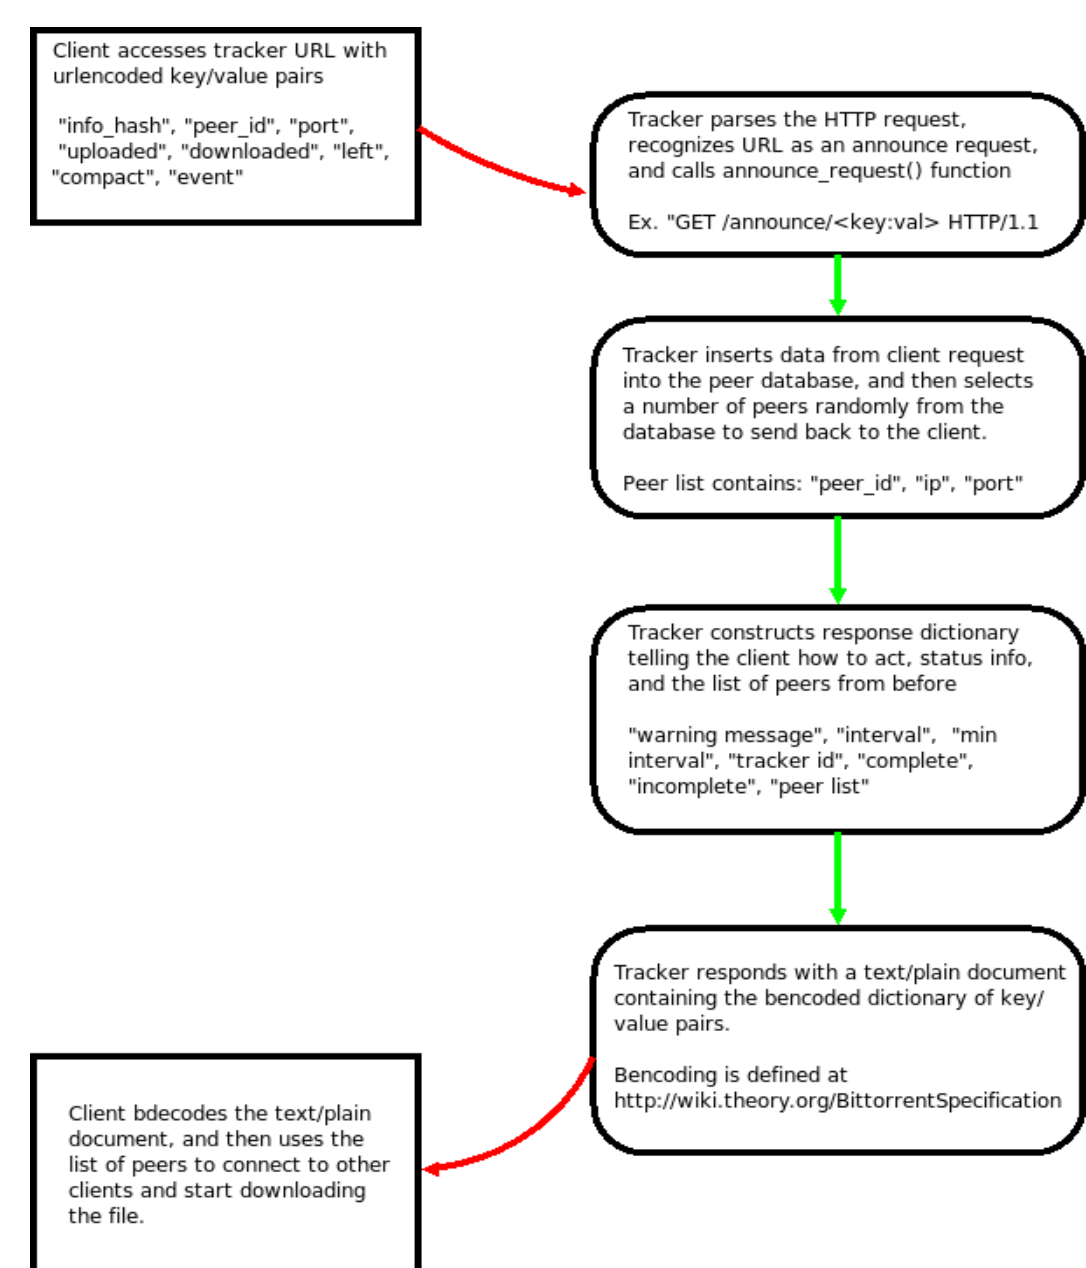 Client accesses tracker URL with
urlencoded key/value pairs
"info_hash", "peer_id", "port",
"uploaded", "downloaded", "left",
"compact", "event"
Tracker parses the HTTP request,
recognizes URL as an announce request,
and calls announce_request() function
Ex. "GET /announce/<key:val> HTTP/1.1
Tracker inserts data from client request
into the peer database, and then selects
a number of peers randomly from the
database to send back to the client.
Peer list contains: "peer_id", "ip", "port"
Tracker constructs response dictionary
telling the client how to act, status info,
and the list of peers from before
"warning message", "interval",  "min
interval", "tracker id", "complete",
"incomplete", "peer list"
Tracker responds with a text/plain document
containing the bencoded dictionary of key/
value pairs.
Bencoding is defined at
http://wiki.theory.org/BittorrentSpecification
Client bdecodes the text/plain
document, and then uses the
list of peers to connect to other
clients and start downloading
the file.